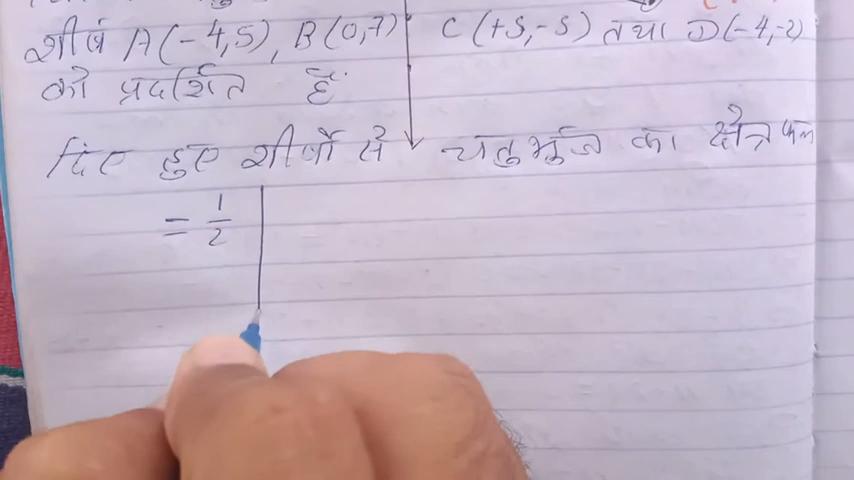 शीर्ष A(-4,5), B(0,7) C(+5,-5) तथा D(-4,-2)
को प्रदर्शित हैं
दिए हुए शीर्षो से चतुर्भुज का क्षेत्रफल
= 1/2